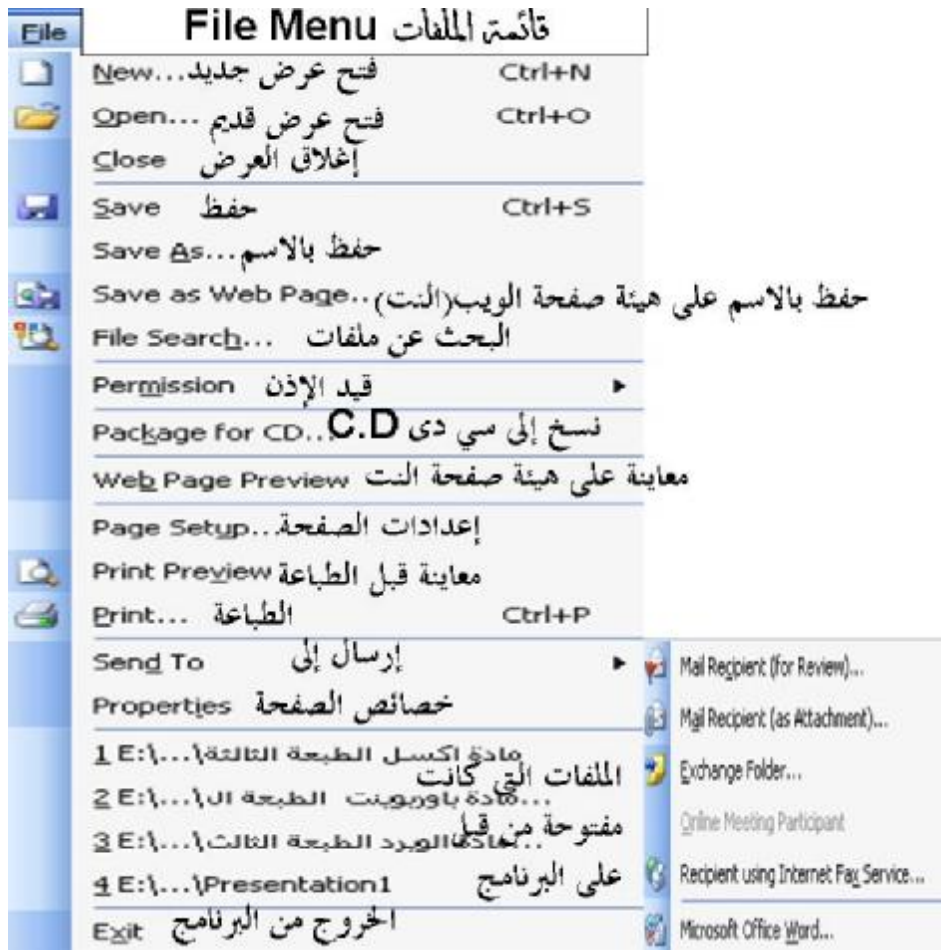 File
File Menu قائمة الملفات
New... فتح عرض جديد Ctrl+N
Open... فتح عرض قديم Ctrl+O
Close إغلاق العرض
Save حفظ Ctrl+S
Save As... حفظ بالاسم
Save as Web Page.. حفظ بالاسم على هيئة صفحة الويب(النت)
File Search... البحث عن ملفات
Permission قيد الإذن
Package for CD.. نسخ إلى سي دى C.D
Web Page Preview معاينة على هيئة صفحة النت
Page Setup... إعدادات الصفحة
Print Preview معاينة قبل الطباعة
Print... الطباعة Ctrl+P
Send To إرسال إلى
Properties خصائص الصفحة
1 E:\...\مادة اكسل الطبعة الثالثة
الملفات التي كانت
2 E:\...\مادة باوربوينت الطبعة ال...
مفتوحة من قبل
3 E:\...\مادة الويرد الطبعة الثالث...
4 E:\...\Presentation1 على البرنامج
Exit الخروج من البرنامج
Mail Recipient (for Review)...
Mail Recipient (as Attachment)...
Exchange Folder...
Online Meeting Participant
Recipient using Internet Fax Service...
Microsoft Office Word...